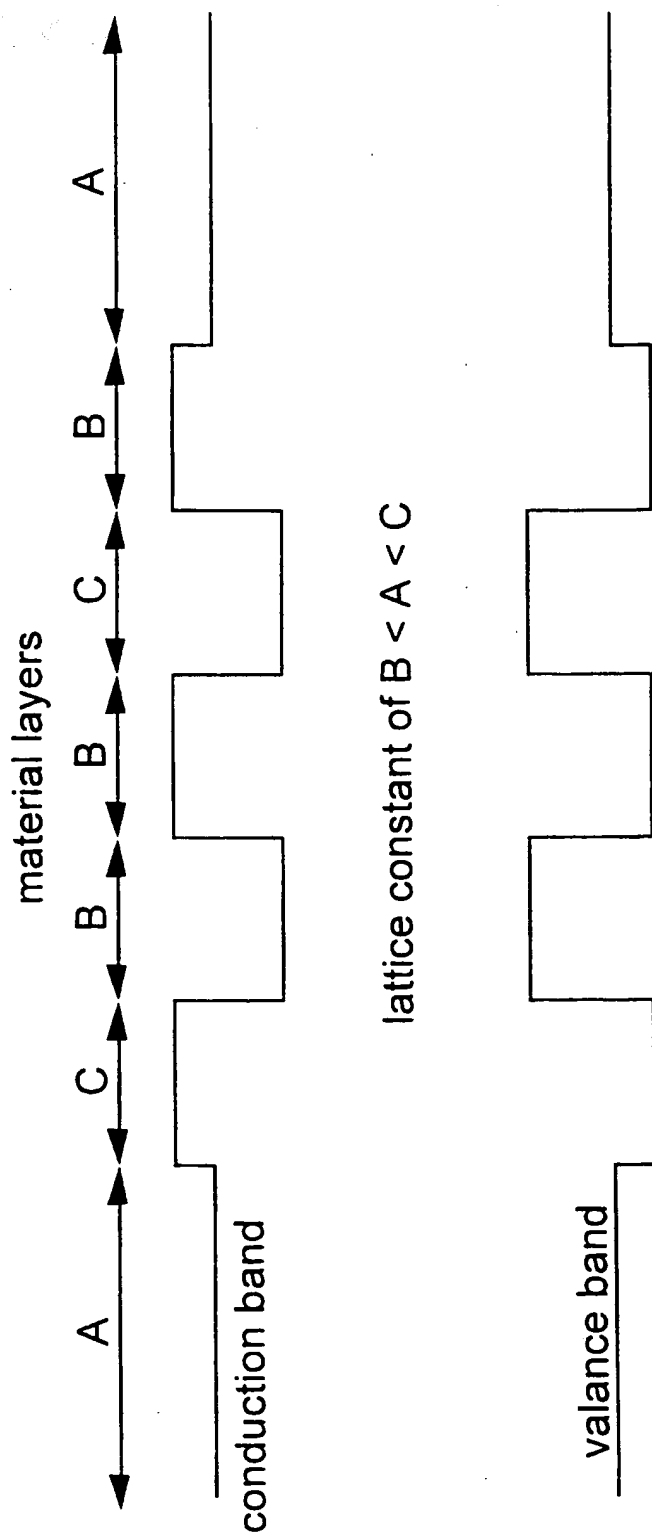 material layers
A
C
B
B
C
B
A
conduction band
lattice constant of B < A < C
valance band